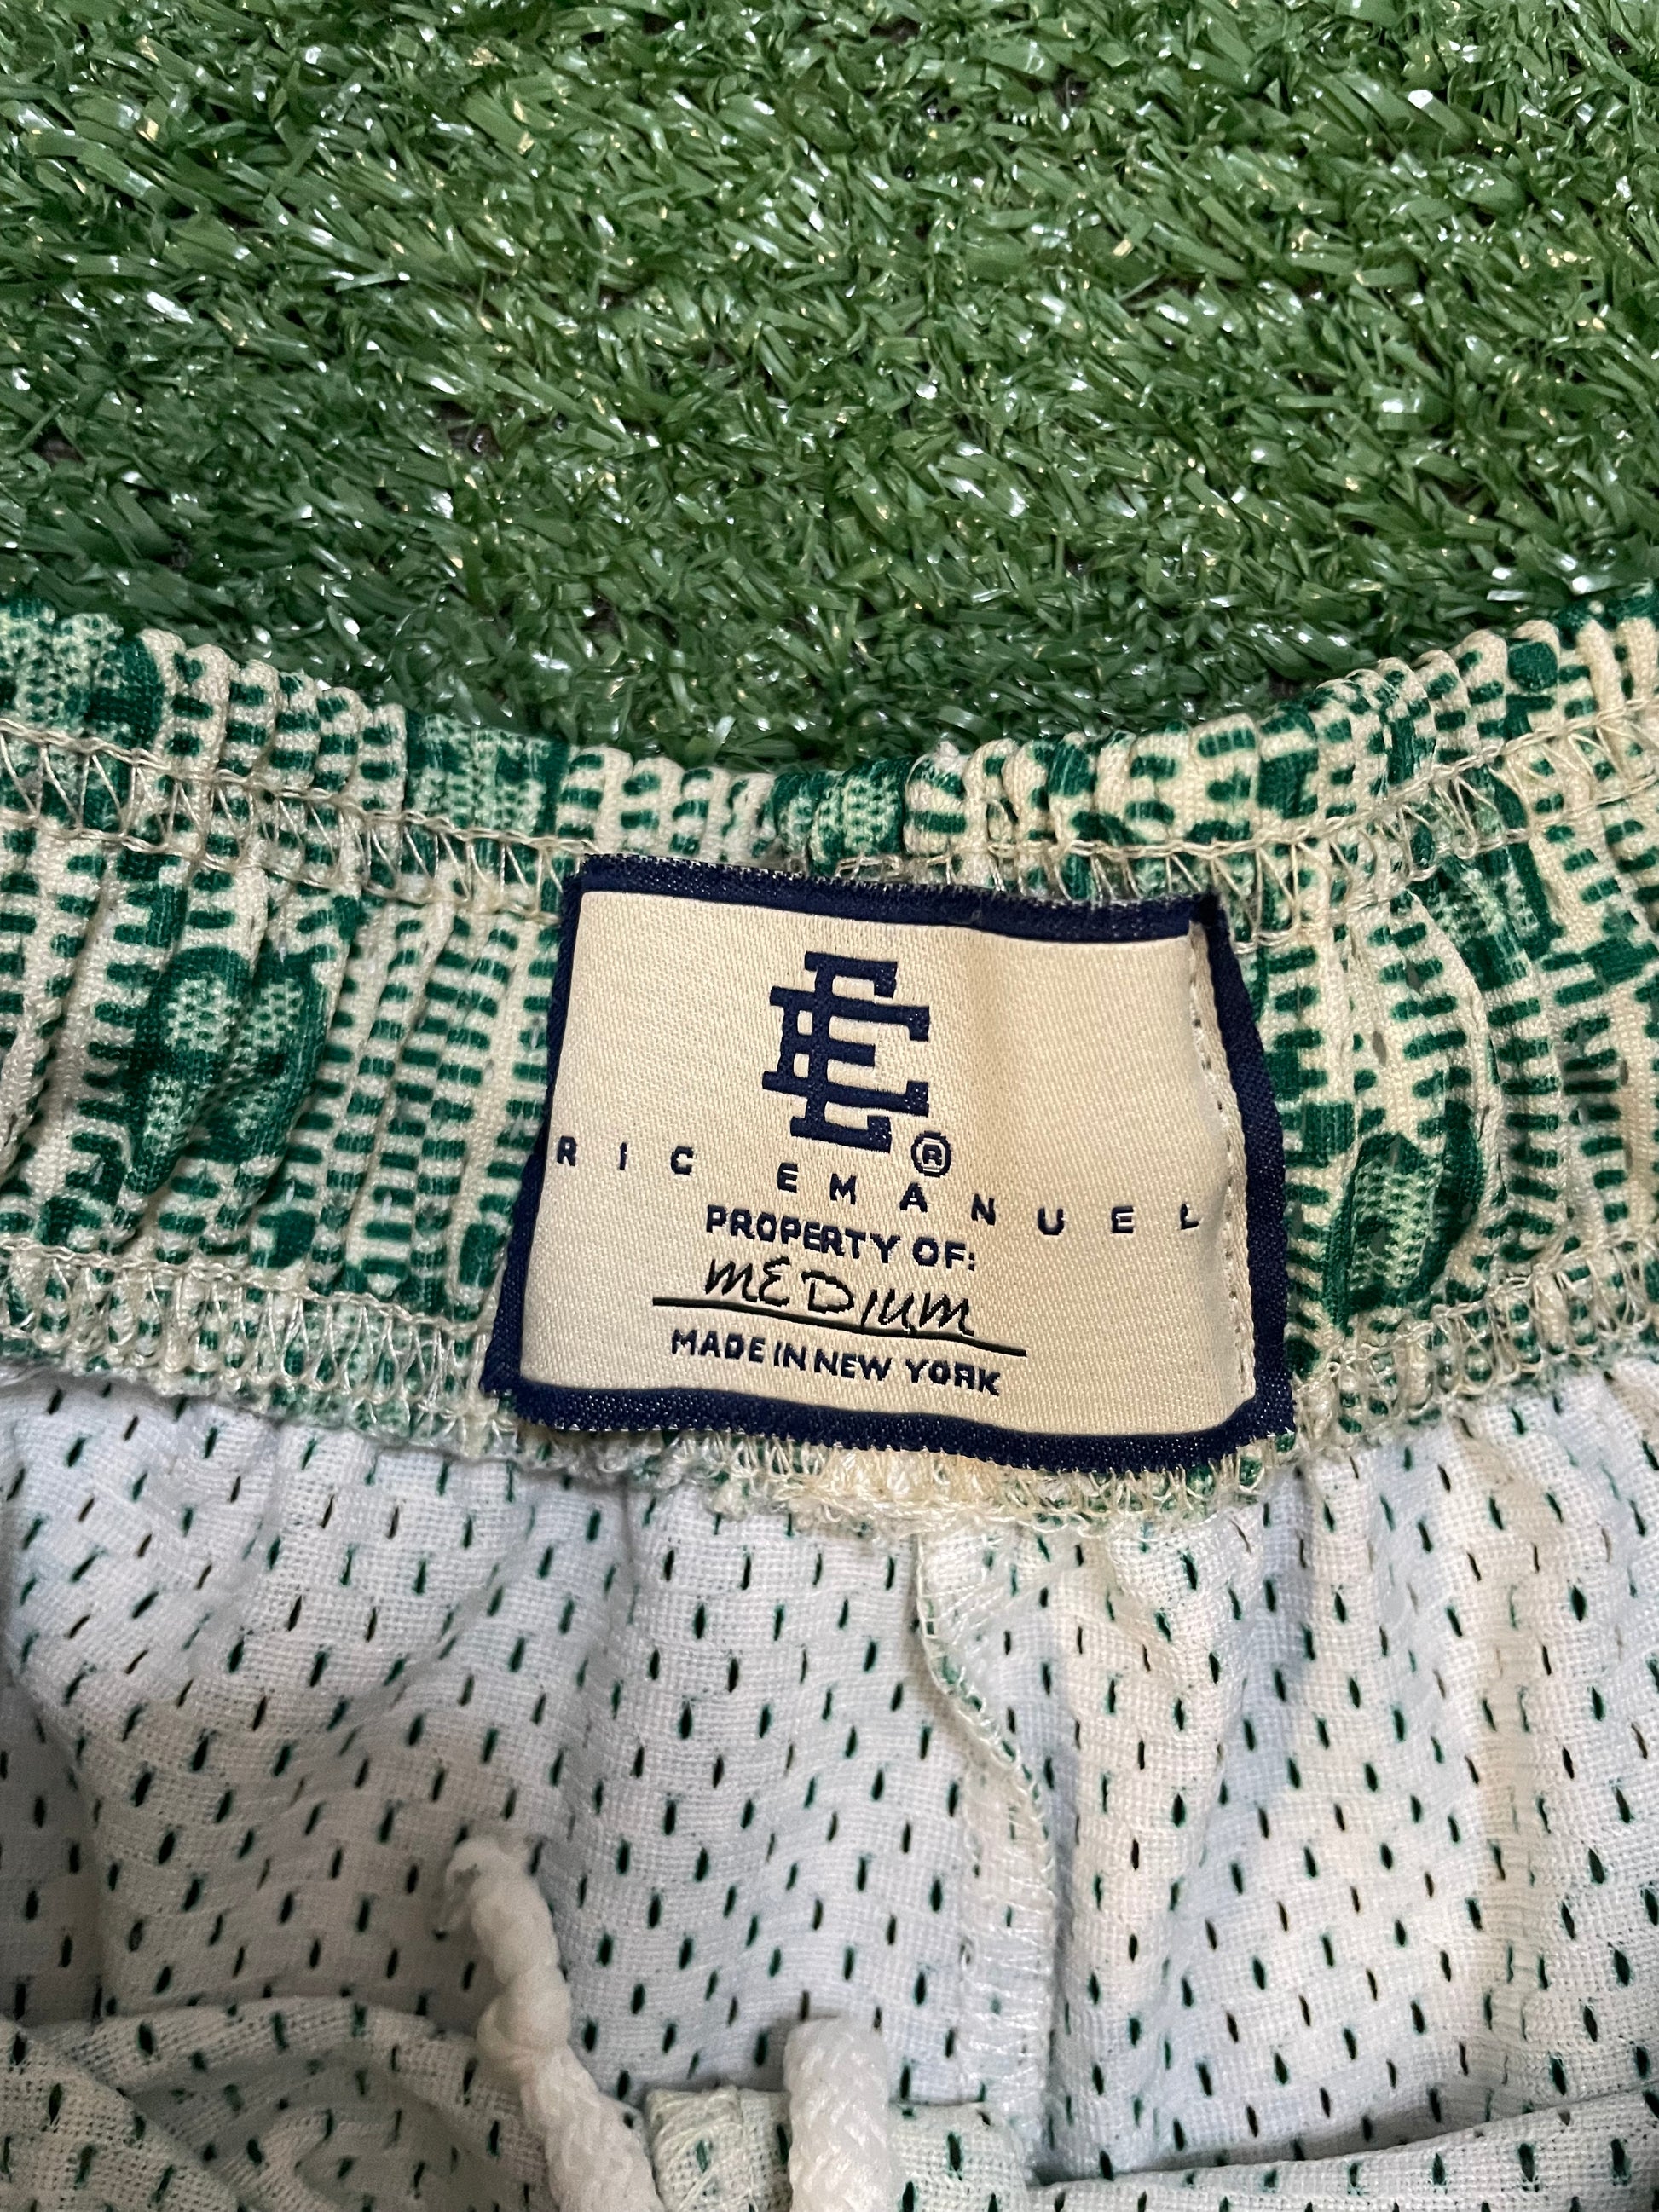 EE®
RIC EMANUEL
PROPERTY OF:
MEDIUM
MADE IN NEW YORK